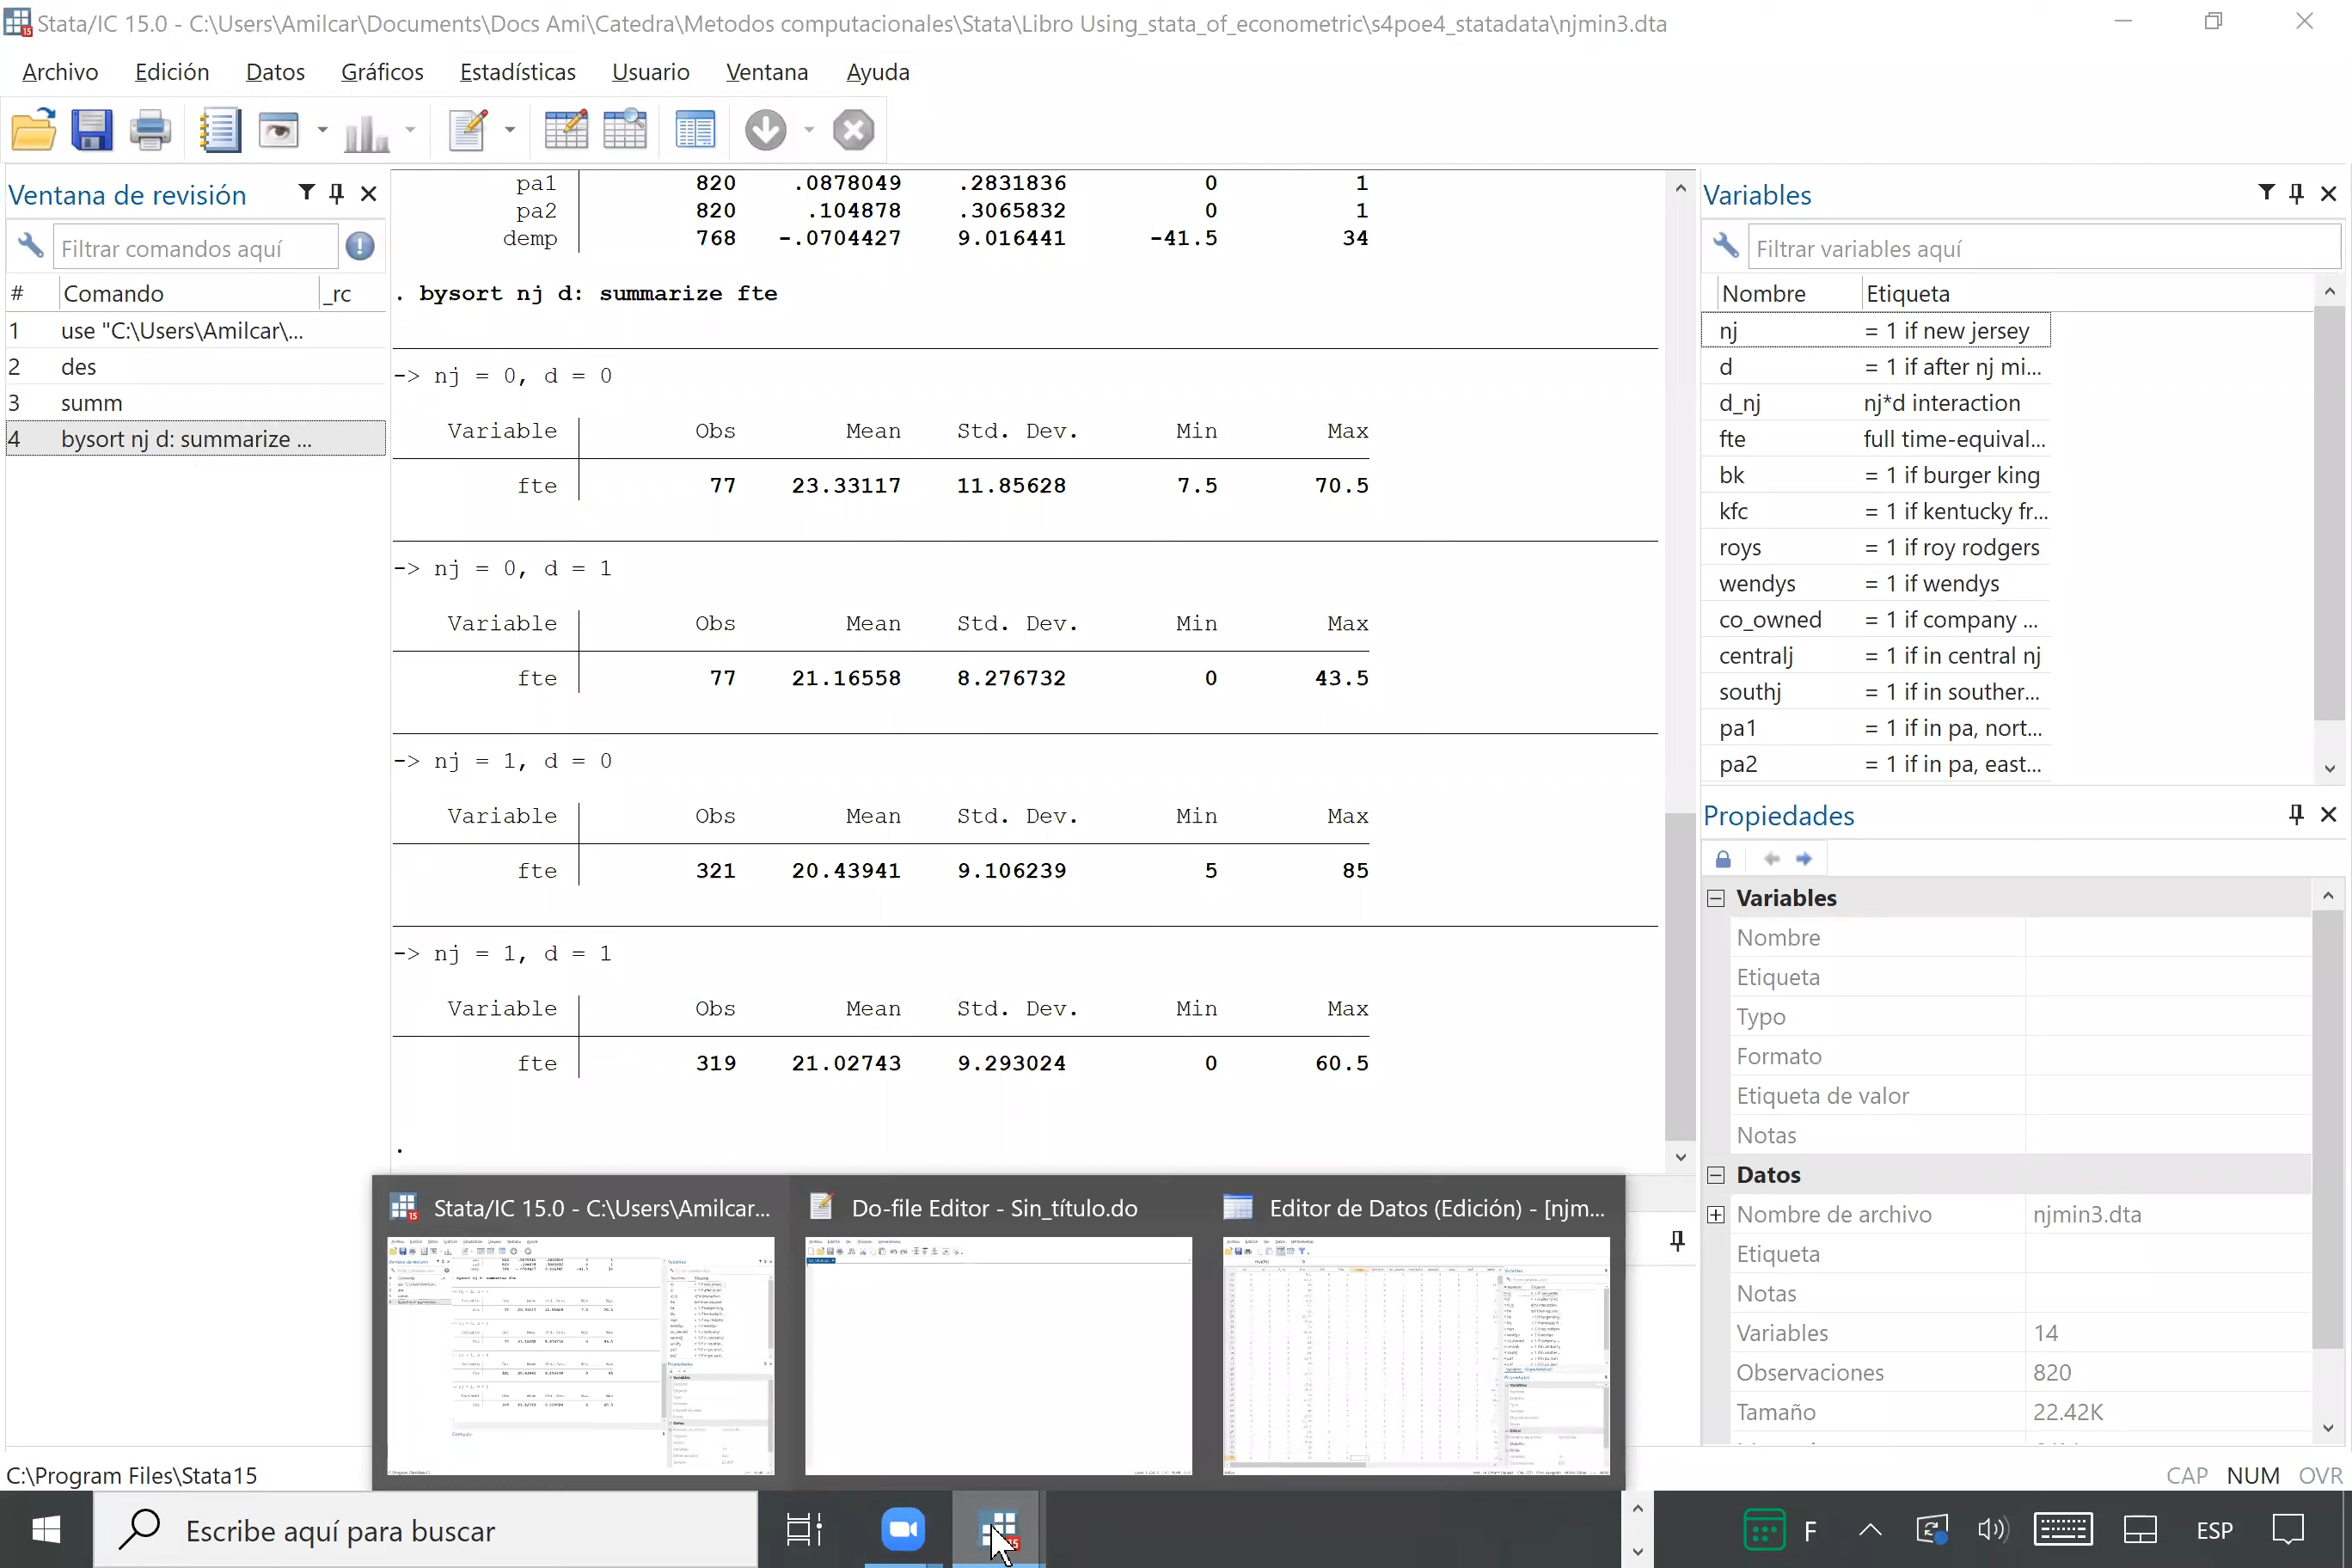 Stata/IC 15.0 - C:\Users\Amilcar\Documents\Docs Ami\Catedra\Metodos computacionales\Stata\Libro Using_stata_of_econometric\s4poe4_statadata\njmin3.dta
Archivo Edición Datos Gráficos Estadísticas Usuario Ventana Ayuda
Ventana de revisión
Filtrar comandos aquí
# Comando _rc
1 use "C:\Users\Amilcar\...
2 des
3 summ
4 bysort nj d: summarize ...
pa1 820 .0878049 .2831836 0 1
pa2 820 .104878 .3065832 0 1
demp 768 -.0704427 9.016441 -41.5 34
. bysort nj d: summarize fte
-> nj = 0, d = 0
Variable Obs Mean Std. Dev. Min Max
fte 77 23.33117 11.85628 7.5 70.5
-> nj = 0, d = 1
Variable Obs Mean Std. Dev. Min Max
fte 77 21.16558 8.276732 0 43.5
-> nj = 1, d = 0
Variable Obs Mean Std. Dev. Min Max
fte 321 20.43941 9.106239 5 85
-> nj = 1, d = 1
Variable Obs Mean Std. Dev. Min Max
fte 319 21.02743 9.293024 0 60.5
.
Variables
Filtrar variables aquí
Nombre Etiqueta
nj = 1 if new jersey
d = 1 if after nj mi...
d_nj nj*d interaction
fte full time-equival...
bk = 1 if burger king
kfc = 1 if kentucky fr...
roys = 1 if roy rodgers
wendys = 1 if wendys
co_owned = 1 if company ...
centralj = 1 if in central nj
southj = 1 if in souther...
pa1 = 1 if in pa, nort...
pa2 = 1 if in pa, east...
Propiedades
Variables
Nombre
Etiqueta
Typo
Formato
Etiqueta de valor
Notas
Datos
Nombre de archivo njmin3.dta
Etiqueta
Notas
Variables 14
Observaciones 820
Tamaño 22.42K
Stata/IC 15.0 - C:\Users\Amilcar...
Do-file Editor - Sin_título.do
Editor de Datos (Edición) - [njm...
C:\Program Files\Stata15
CAP NUM OVR
Escribe aquí para buscar
F
ESP